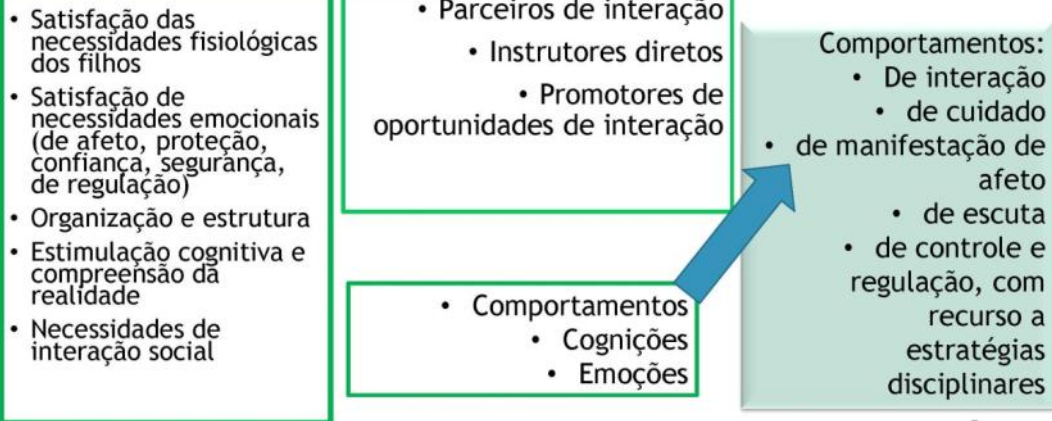 • Satisfação das
necessidades fisiológicas
dos filhos
• Satisfação de
necessidades emocionais
(de afeto, proteção,
confiança, segurança,
de regulação)
• Organização e estrutura
• Estimulação cognitiva e
compreensão da
realidade
• Necessidades de
interação social
• Parceiros de interação
• Instrutores diretos
• Promotores de
oportunidades de interação
• Comportamentos
• Cognições
• Emoções
Comportamentos:
• De interação
• de cuidado
• de manifestação de
afeto
• de escuta
• de controle e
regulação, com
recurso a
estratégias
disciplinares